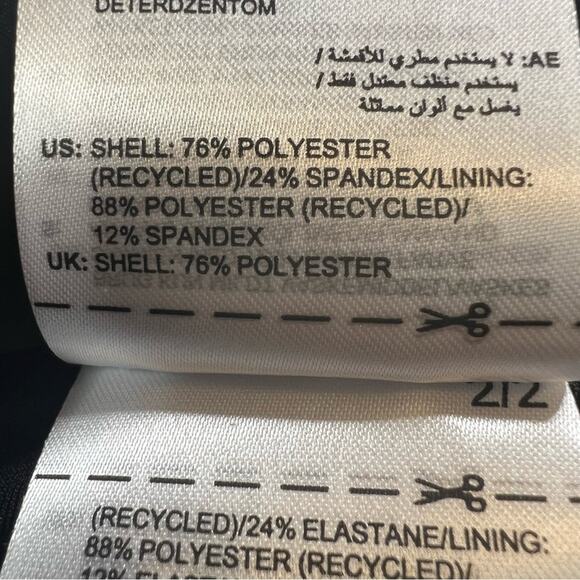 DETERDZENTOM
AE: لا يستخدم مطري للأقمشة /
يستخدم منظف معتدل فقط /
يغسل مع ألوان مماثلة
US: SHELL: 76% POLYESTER
(RECYCLED)/24% SPANDEX/LINING:
88% POLYESTER (RECYCLED)/
12% SPANDEX
UK: SHELL: 76% POLYESTER
2/2
(RECYCLED)/24% ELASTANE/LINING:
88% POLYESTER (RECYCLED)/